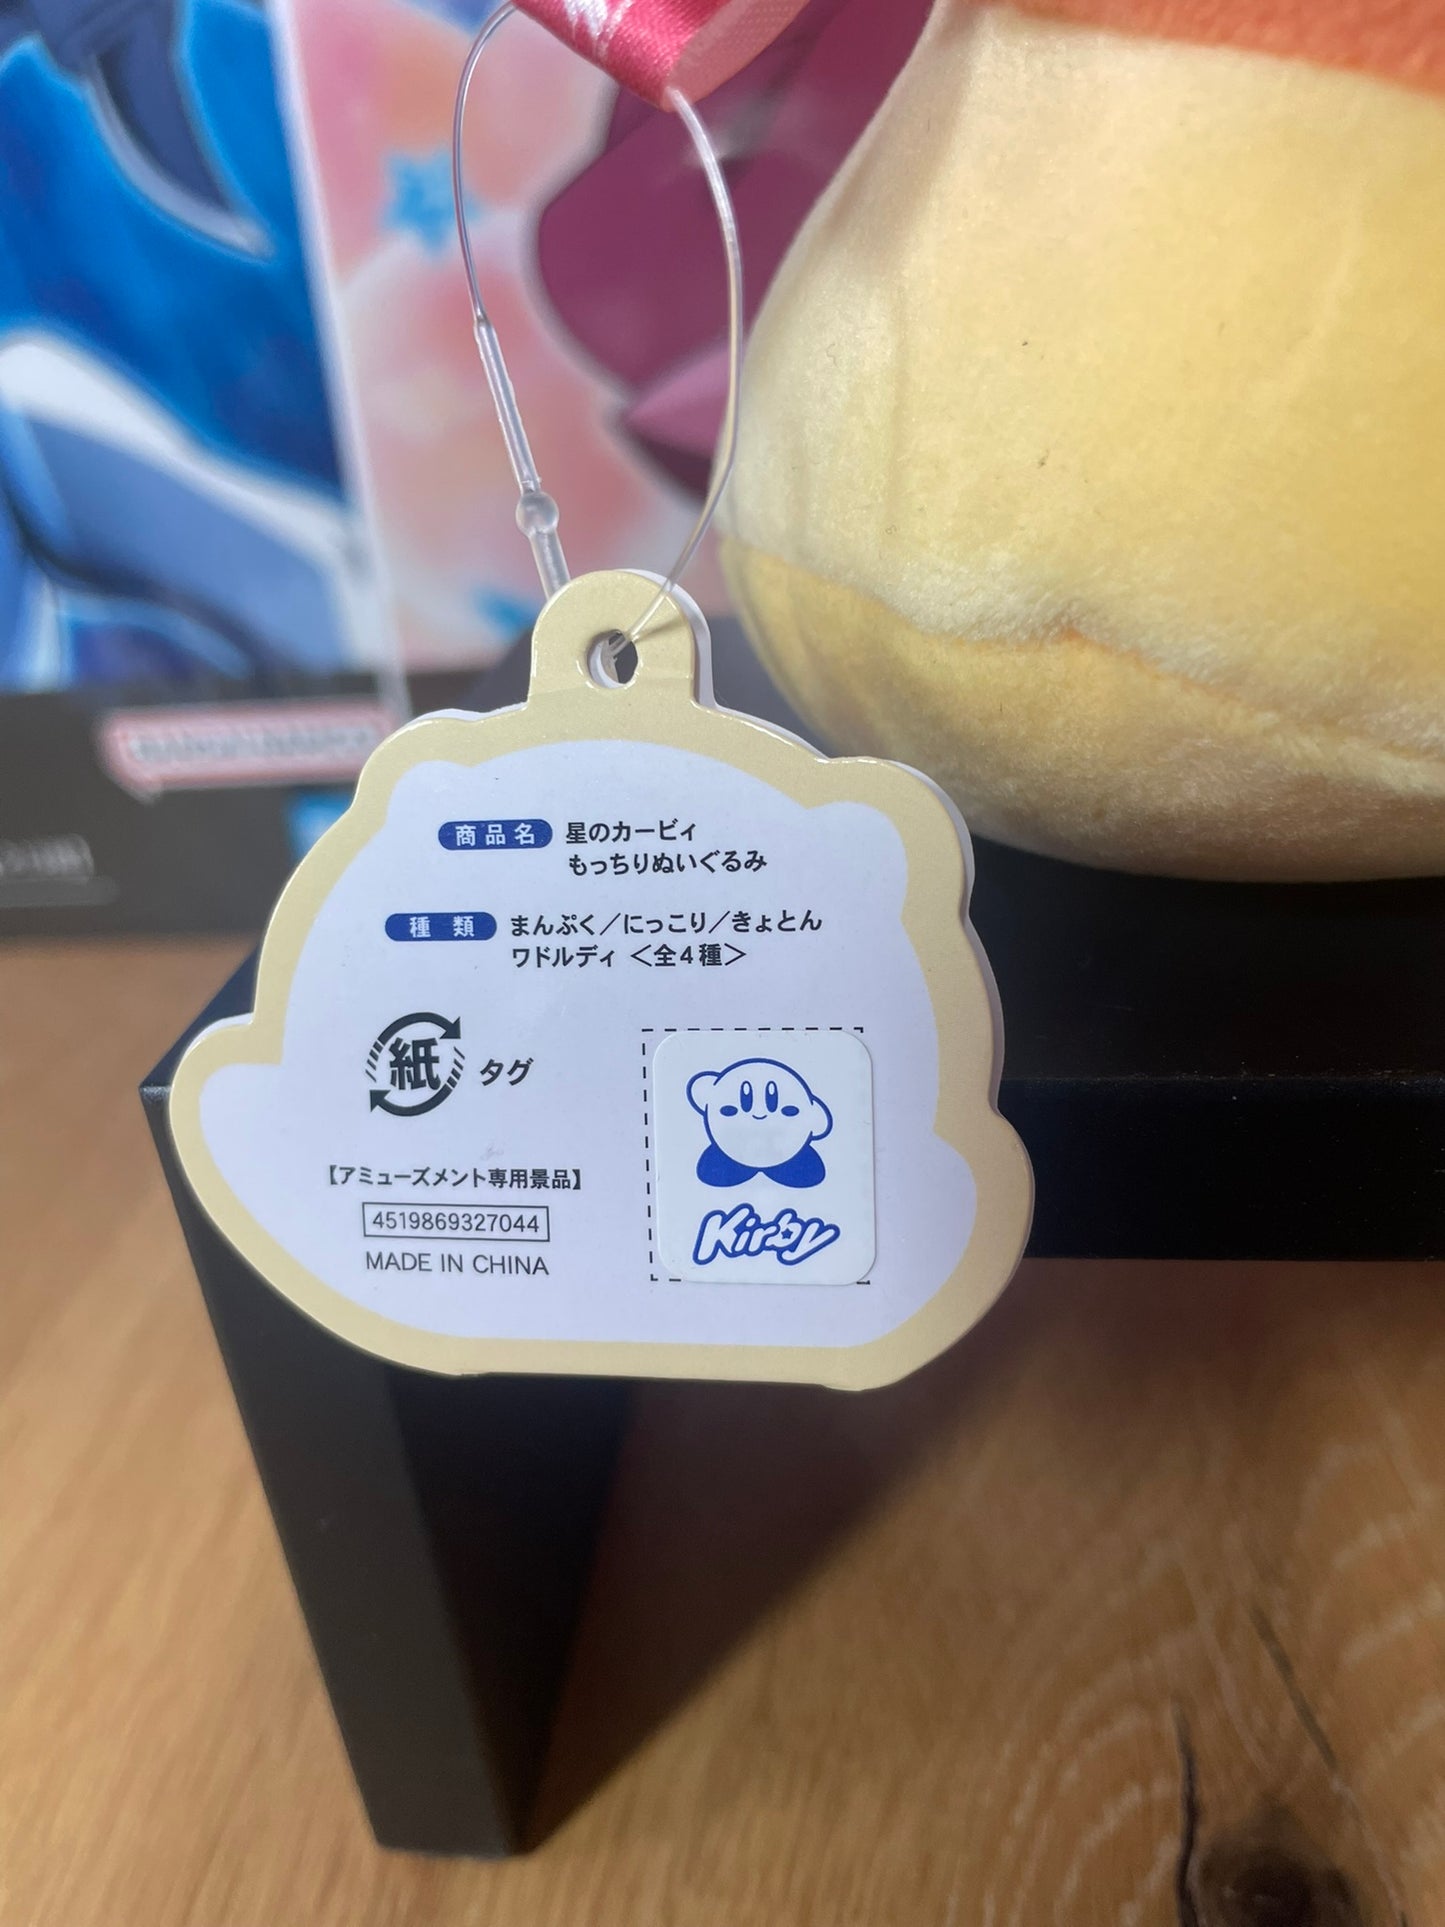 商品名 星のカービィ
もっちりぬいぐるみ
種類 まんぷく／にっこり／きょとん
ワドルディ ＜全4種＞
紙 タグ
【アミューズメント専用景品】
4519869327044
MADE IN CHINA
Kirby